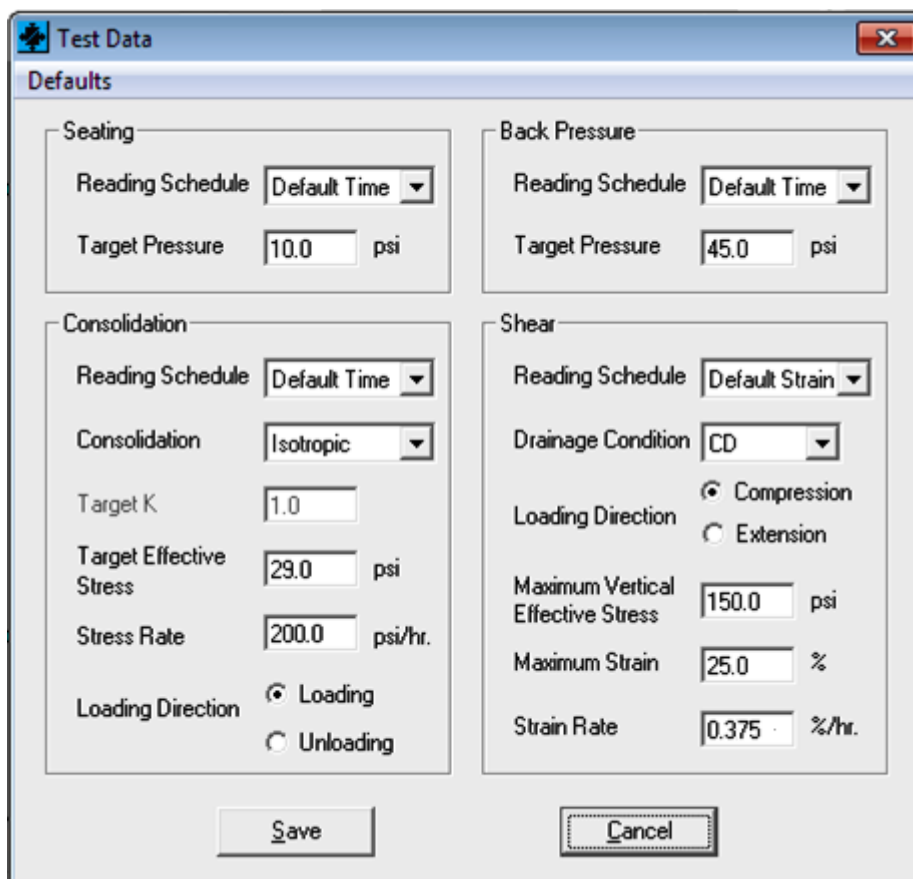 Test Data
Defaults
Seating
Reading Schedule Default Time
Target Pressure 10.0 psi
Back Pressure
Reading Schedule Default Time
Target Pressure 45.0 psi
Consolidation
Reading Schedule Default Time
Consolidation Isotropic
Target K 1.0
Target Effective
Stress 29.0 psi
Stress Rate 200.0 psi/hr.
Loading Direction Loading
Unloading
Shear
Reading Schedule Default Strain
Drainage Condition CD
Loading Direction Compression
Extension
Maximum Vertical
Effective Stress 150.0 psi
Maximum Strain 25.0 %
Strain Rate 0.375 %/hr.
Save
Cancel